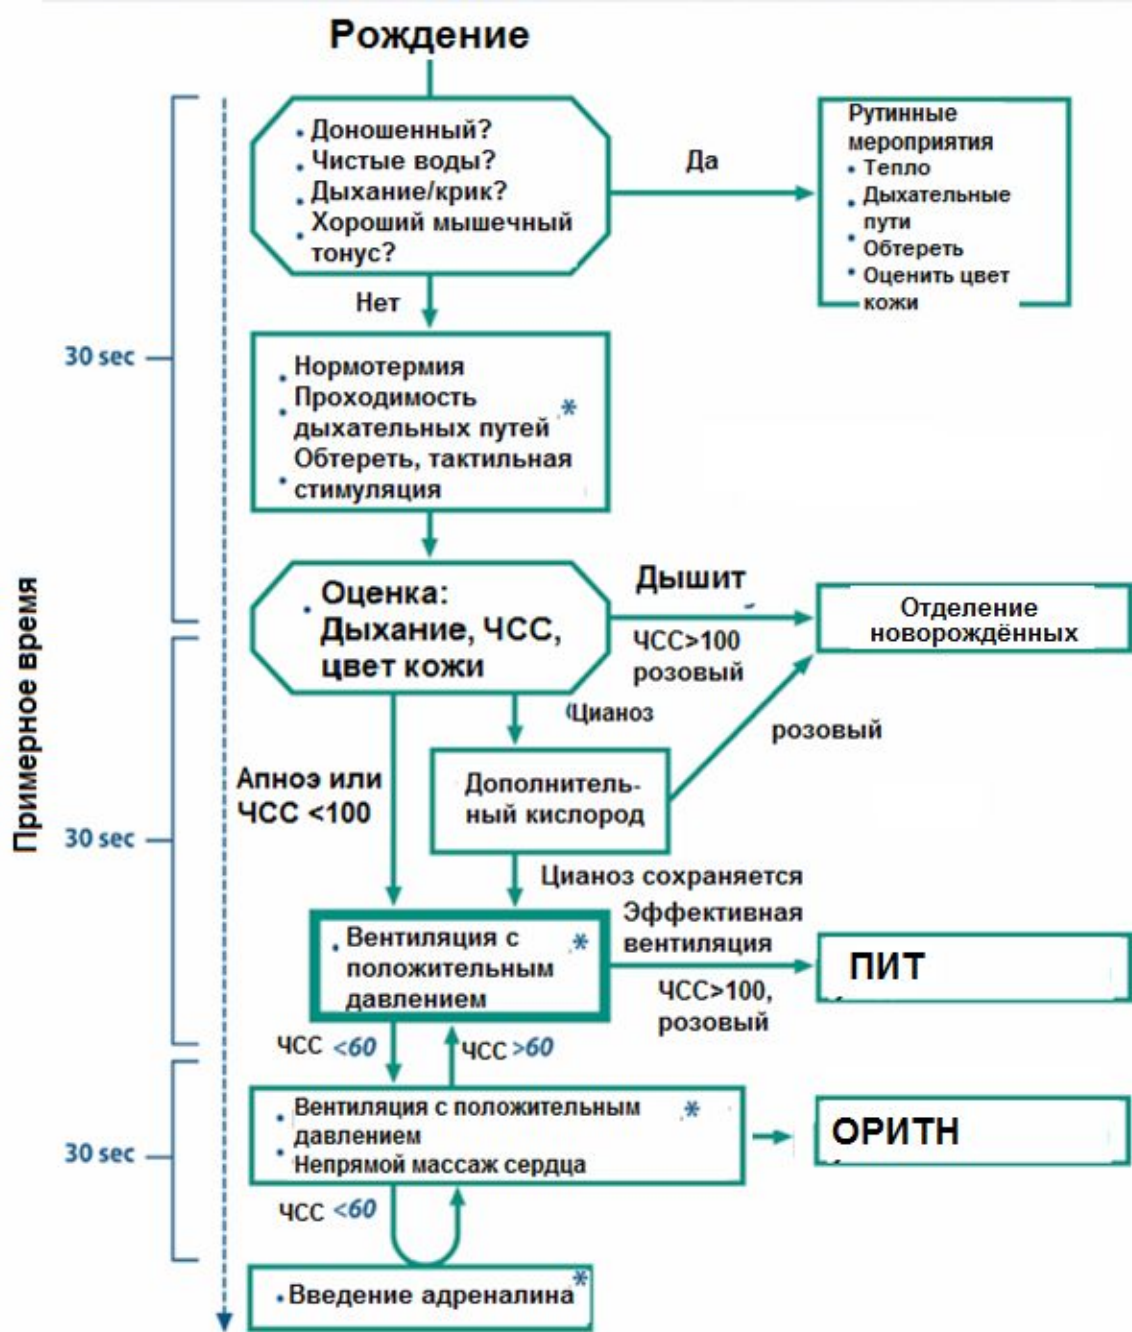 Рождение
• Доношенный?
• Чистые воды?
• Дыхание/крик?
Хороший мышечный
• тонус?
Да
Рутинные
мероприятия
• Тепло
• Дыхательные
пути
• Обтереть
• Оценить цвет
кожи
Нет
30 sec
• Нормотермия
• Проходимость
дыхательных путей *
Обтереть, тактильная
• стимуляция
Примерное время
• Оценка:
Дыхание, ЧСС,
цвет кожи
Дышит
ЧСС>100
розовый
Отделение
новорождённых
Цианоз
розовый
Апноэ или
ЧСС <100
Дополнитель-
ный кислород
30 sec
Цианоз сохраняется
• Вентиляция с *
положительным
давлением
Эффективная
вентиляция
ЧСС>100,
розовый
ПИТ
ЧСС <60
ЧСС >60
30 sec
• Вентиляция с положительным *
давлением
• Непрямой массаж сердца
ОРИТН
ЧСС <60
• Введение адреналина *